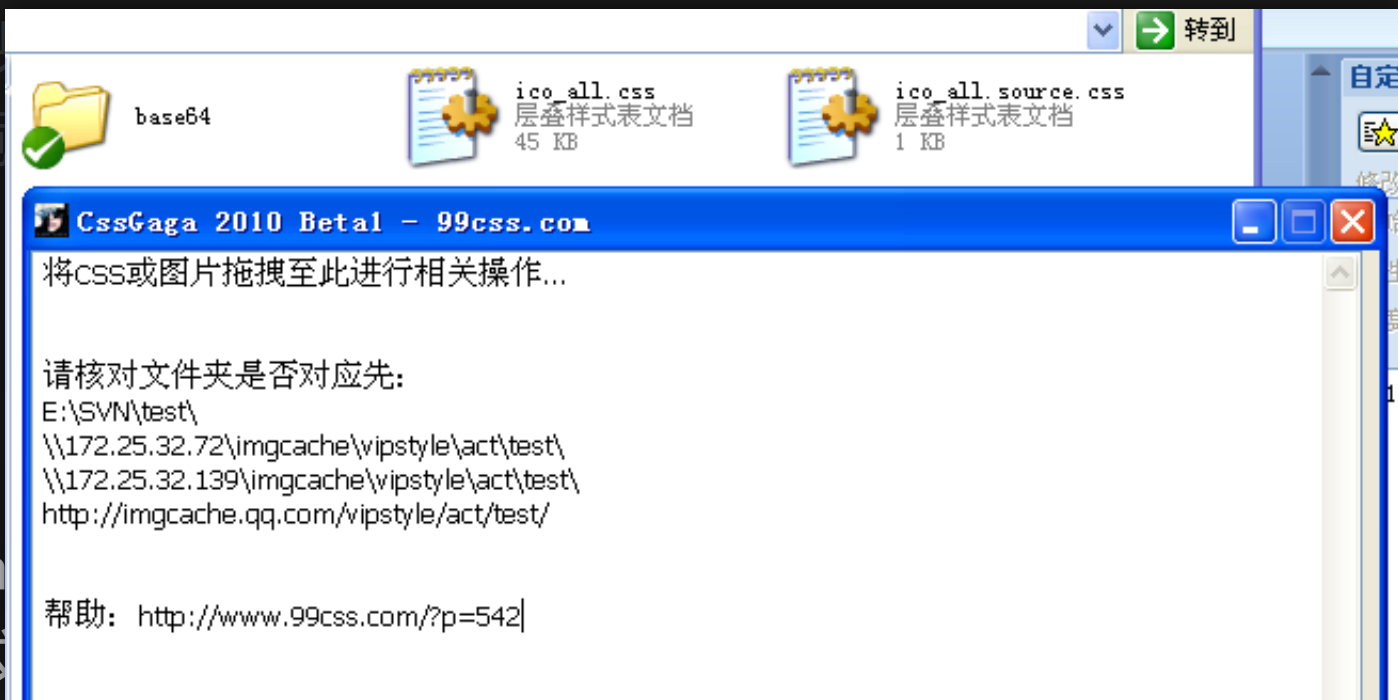 转到
base64
ico_all.css
层叠样式表文档
45 KB
ico_all.source.css
层叠样式表文档
1 KB
自定
修改
CssGaga 2010 Beta1 - 99css.com
将CSS或图片拖拽至此进行相关操作...
请核对文件夹是否对应先：
E:\SVN\test\
\\172.25.32.72\imgcache\vipstyle\act\test\
\\172.25.32.139\imgcache\vipstyle\act\test\
http://imgcache.qq.com/vipstyle/act/test/
帮助：http://www.99css.com/?p=542